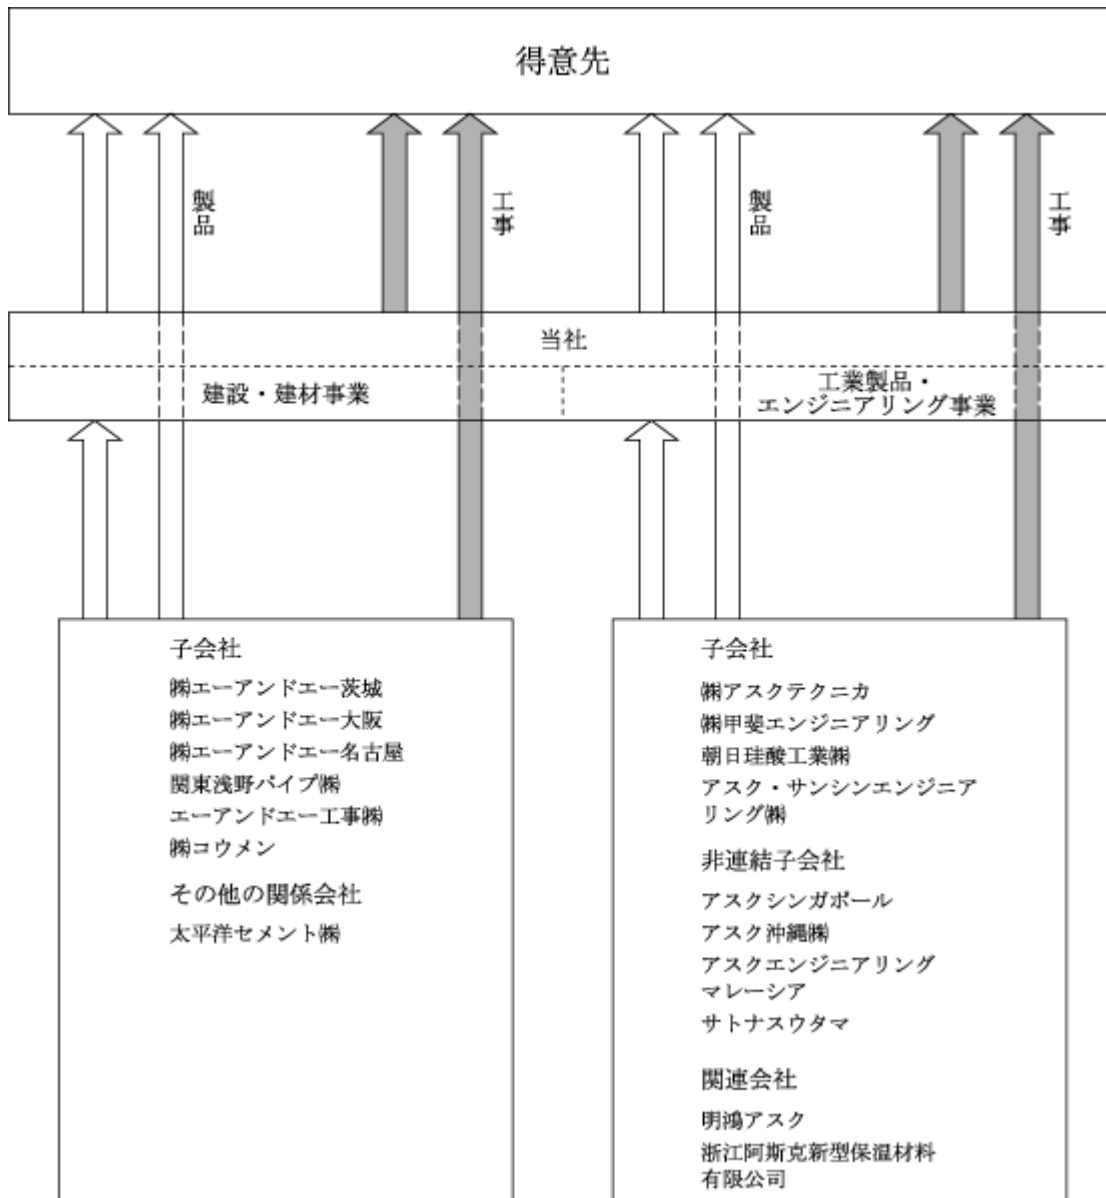 得意先
製品
工事
製品
工事
当社
建設・建材事業
工業製品・
エンジニアリング事業
子会社
㈱エーアンドエー茨城
㈱エーアンドエー大阪
㈱エーアンドエー名古屋
関東浅野パイプ㈱
エーアンドエー工事㈱
㈱コウメン
その他の関係会社
太平洋セメント㈱
子会社
㈱アスクテクニカ
㈱甲斐エンジニアリング
朝日珪酸工業㈱
アスク・サンシンエンジニア
リング㈱
非連結子会社
アスクシンガポール
アスク沖縄㈱
アスクエンジニアリング
マレーシア
サトナスウタマ
関連会社
明鴻アスク
浙江阿斯克新型保温材料
有限公司